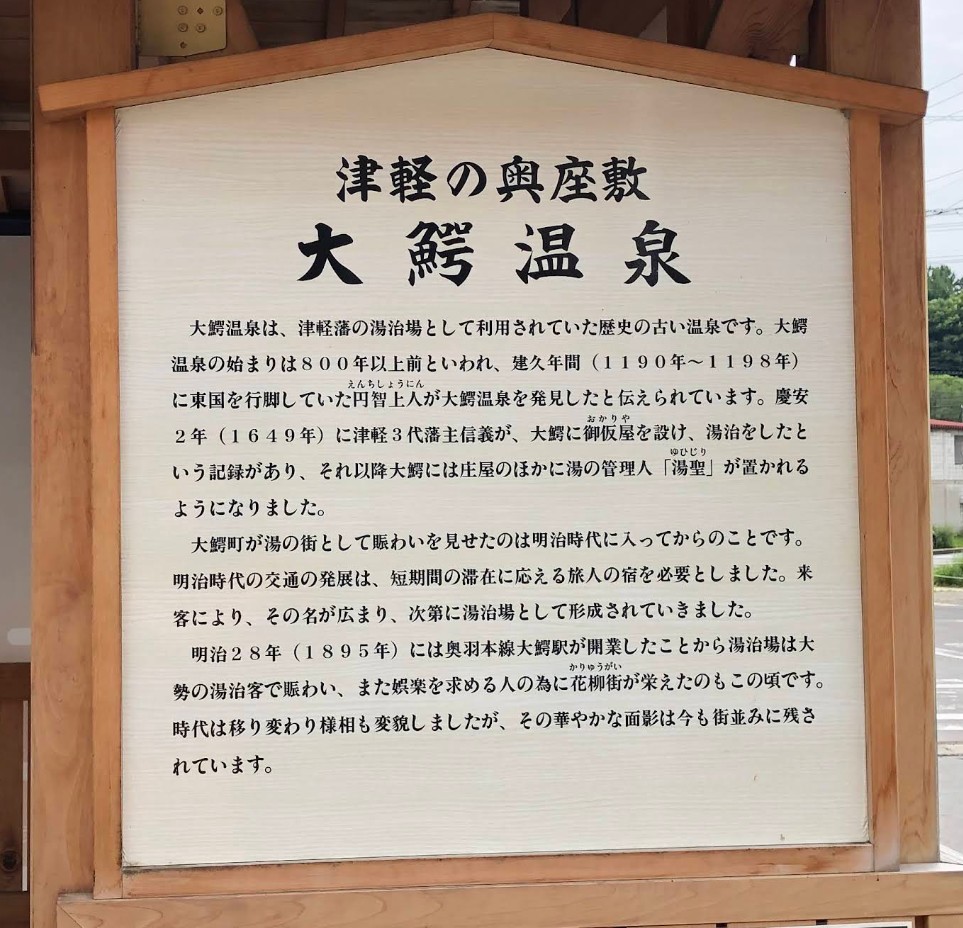 津軽の奥座敷
大鰐温泉
大鰐温泉は、津軽藩の湯治場として利用されていた歴史の古い温泉です。大鰐
温泉の始まりは８００年以上前といわれ、建久年間（１１９０年～１１９８年）
えんちしょうにん
に東国を行脚していた円智上人が大鰐温泉を発見したと伝えられています。慶安
おかりや
２年（１６４９年）に津軽３代藩主信義が、大鰐に御仮屋を設け、湯治をしたと
ゆひじり
いう記録があり、それ以降大鰐には庄屋のほかに湯の管理人「湯聖」が置かれる
ようになりました。
大鰐町が湯の街として賑わいを見せたのは明治時代に入ってからのことです。
明治時代の交通の発展は、短期間の滞在に応える旅人の宿を必要としました。来
客により、その名が広まり、次第に湯治場として形成されていきました。
明治２８年（１８９５年）には奥羽本線大鰐駅が開業したことから湯治場は大
かりゅうがい
勢の湯治客で賑わい、また娯楽を求める人の為に花柳街が栄えたのもこの頃です。
時代は移り変わり様相も変貌しましたが、その華やかな面影は今も街並みに残さ
れています。